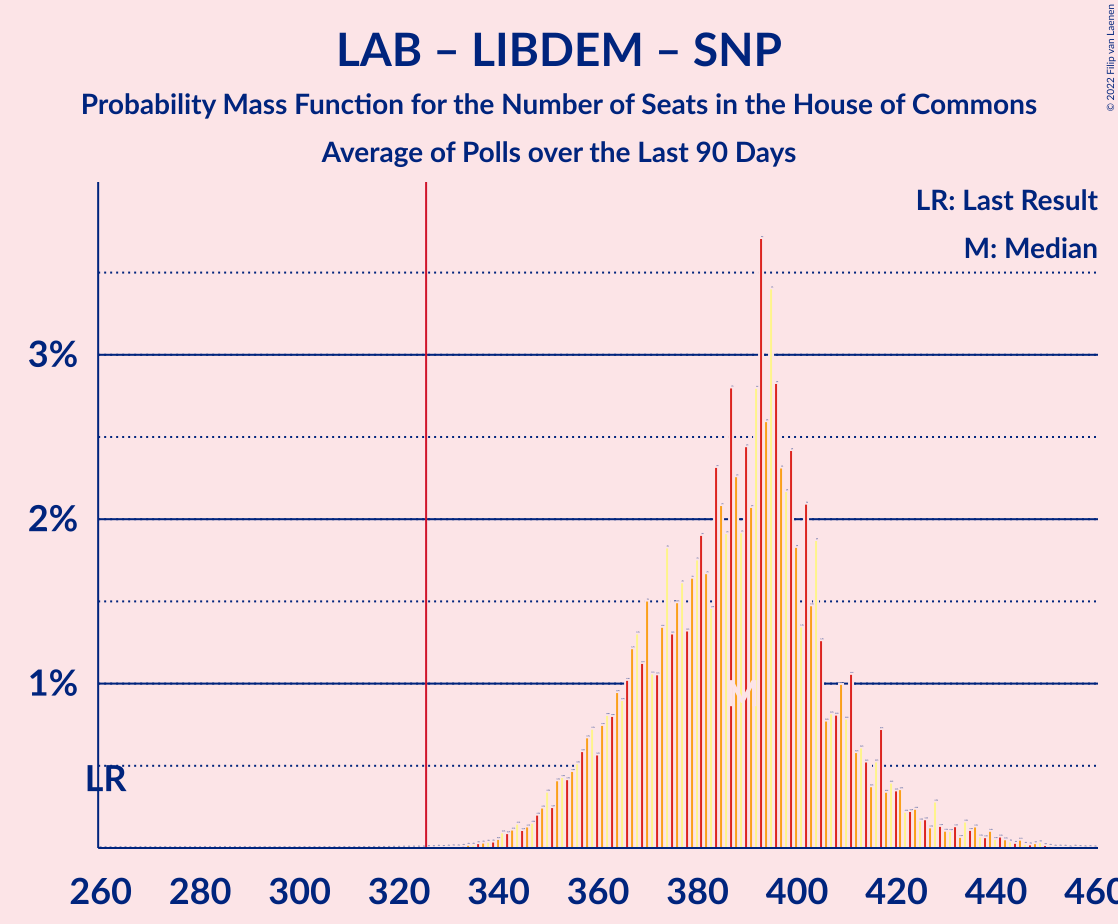 LAB – LIBDEM – SNP
Probability Mass Function for the Number of Seats in the House of Commons
Average of Polls over the Last 90 Days
© 2022 Filip van Laenen
LR: Last Result
M: Median
3%
2%
1%
LR
M
260 280 300 320 340 360 380 400 420 440 460